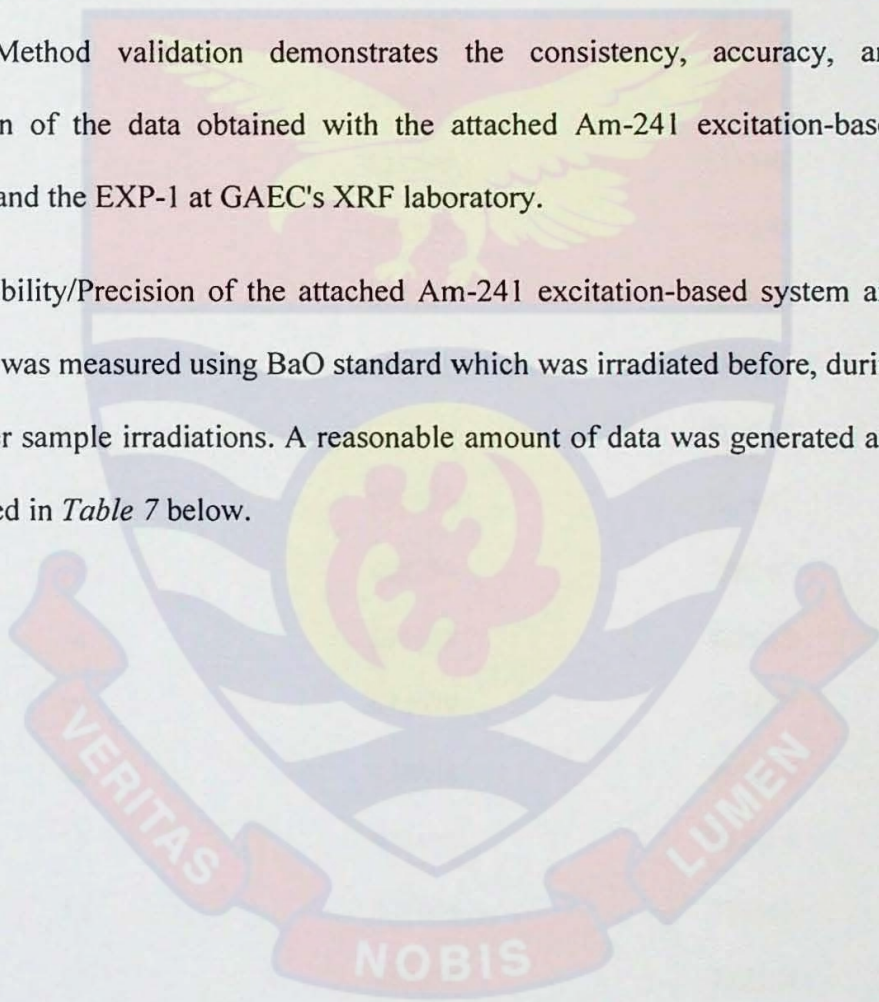 Method validation demonstrates the consistency, accuracy, a
n of the data obtained with the attached Am-241 excitation-bas
and the EXP-1 at GAEC's XRF laboratory.
bility/Precision of the attached Am-241 excitation-based system a
was measured using BaO standard which was irradiated before, duri
r sample irradiations. A reasonable amount of data was generated a
ed in Table 7 below.
VERITAS
NOBIS
LUMEN